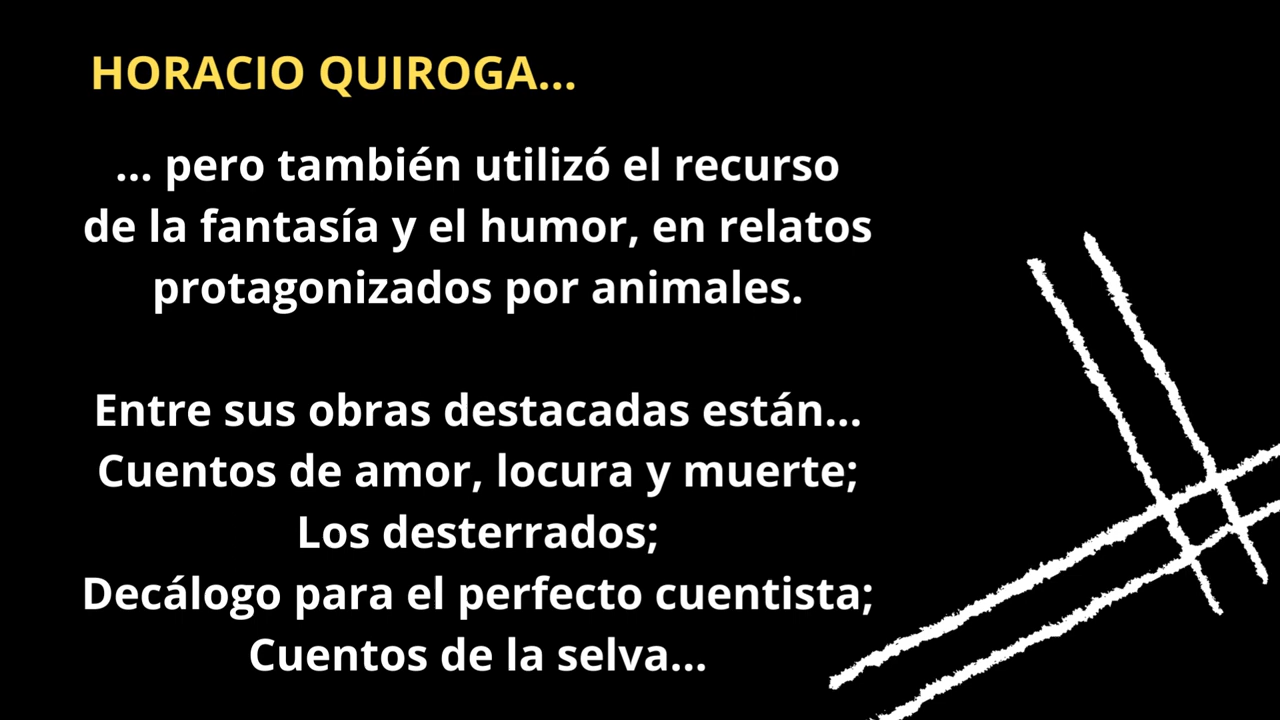 HORACIO QUIROGA...
... pero también utilizó el recurso
de la fantasía y el humor, en relatos
protagonizados por animales.
Entre sus obras destacadas están...
Cuentos de amor, locura y muerte;
Los desterrados;
Decálogo para el perfecto cuentista;
Cuentos de la selva...